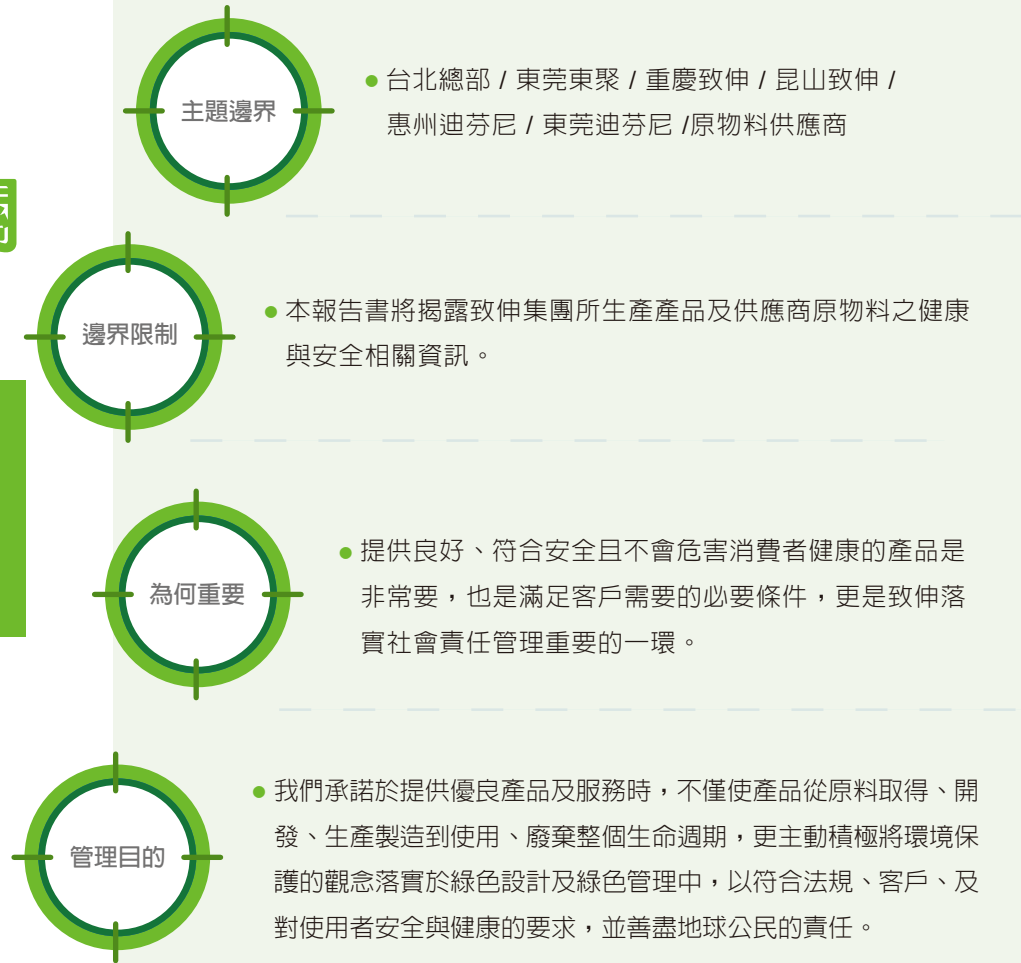 主題邊界
●台北總部 / 東莞東聚 / 重慶致伸 / 昆山致伸 /
惠州迪芬尼 / 東莞迪芬尼 /原物料供應商
邊界限制
●本報告書將揭露致伸集團所生產產品及供應商原物料之健康
與安全相關資訊。
為何重要
●提供良好、符合安全且不會危害消費者健康的產品是
非常要，也是滿足客戶需要的必要條件，更是致伸落
實社會責任管理重要的一環。
管理目的
●我們承諾於提供優良產品及服務時，不僅使產品從原料取得、開
發、生產製造到使用、廢棄整個生命週期，更主動積極將環境保
護的觀念落實於綠色設計及綠色管理中，以符合法規、客戶、及
對使用者安全與健康的要求，並善盡地球公民的責任。